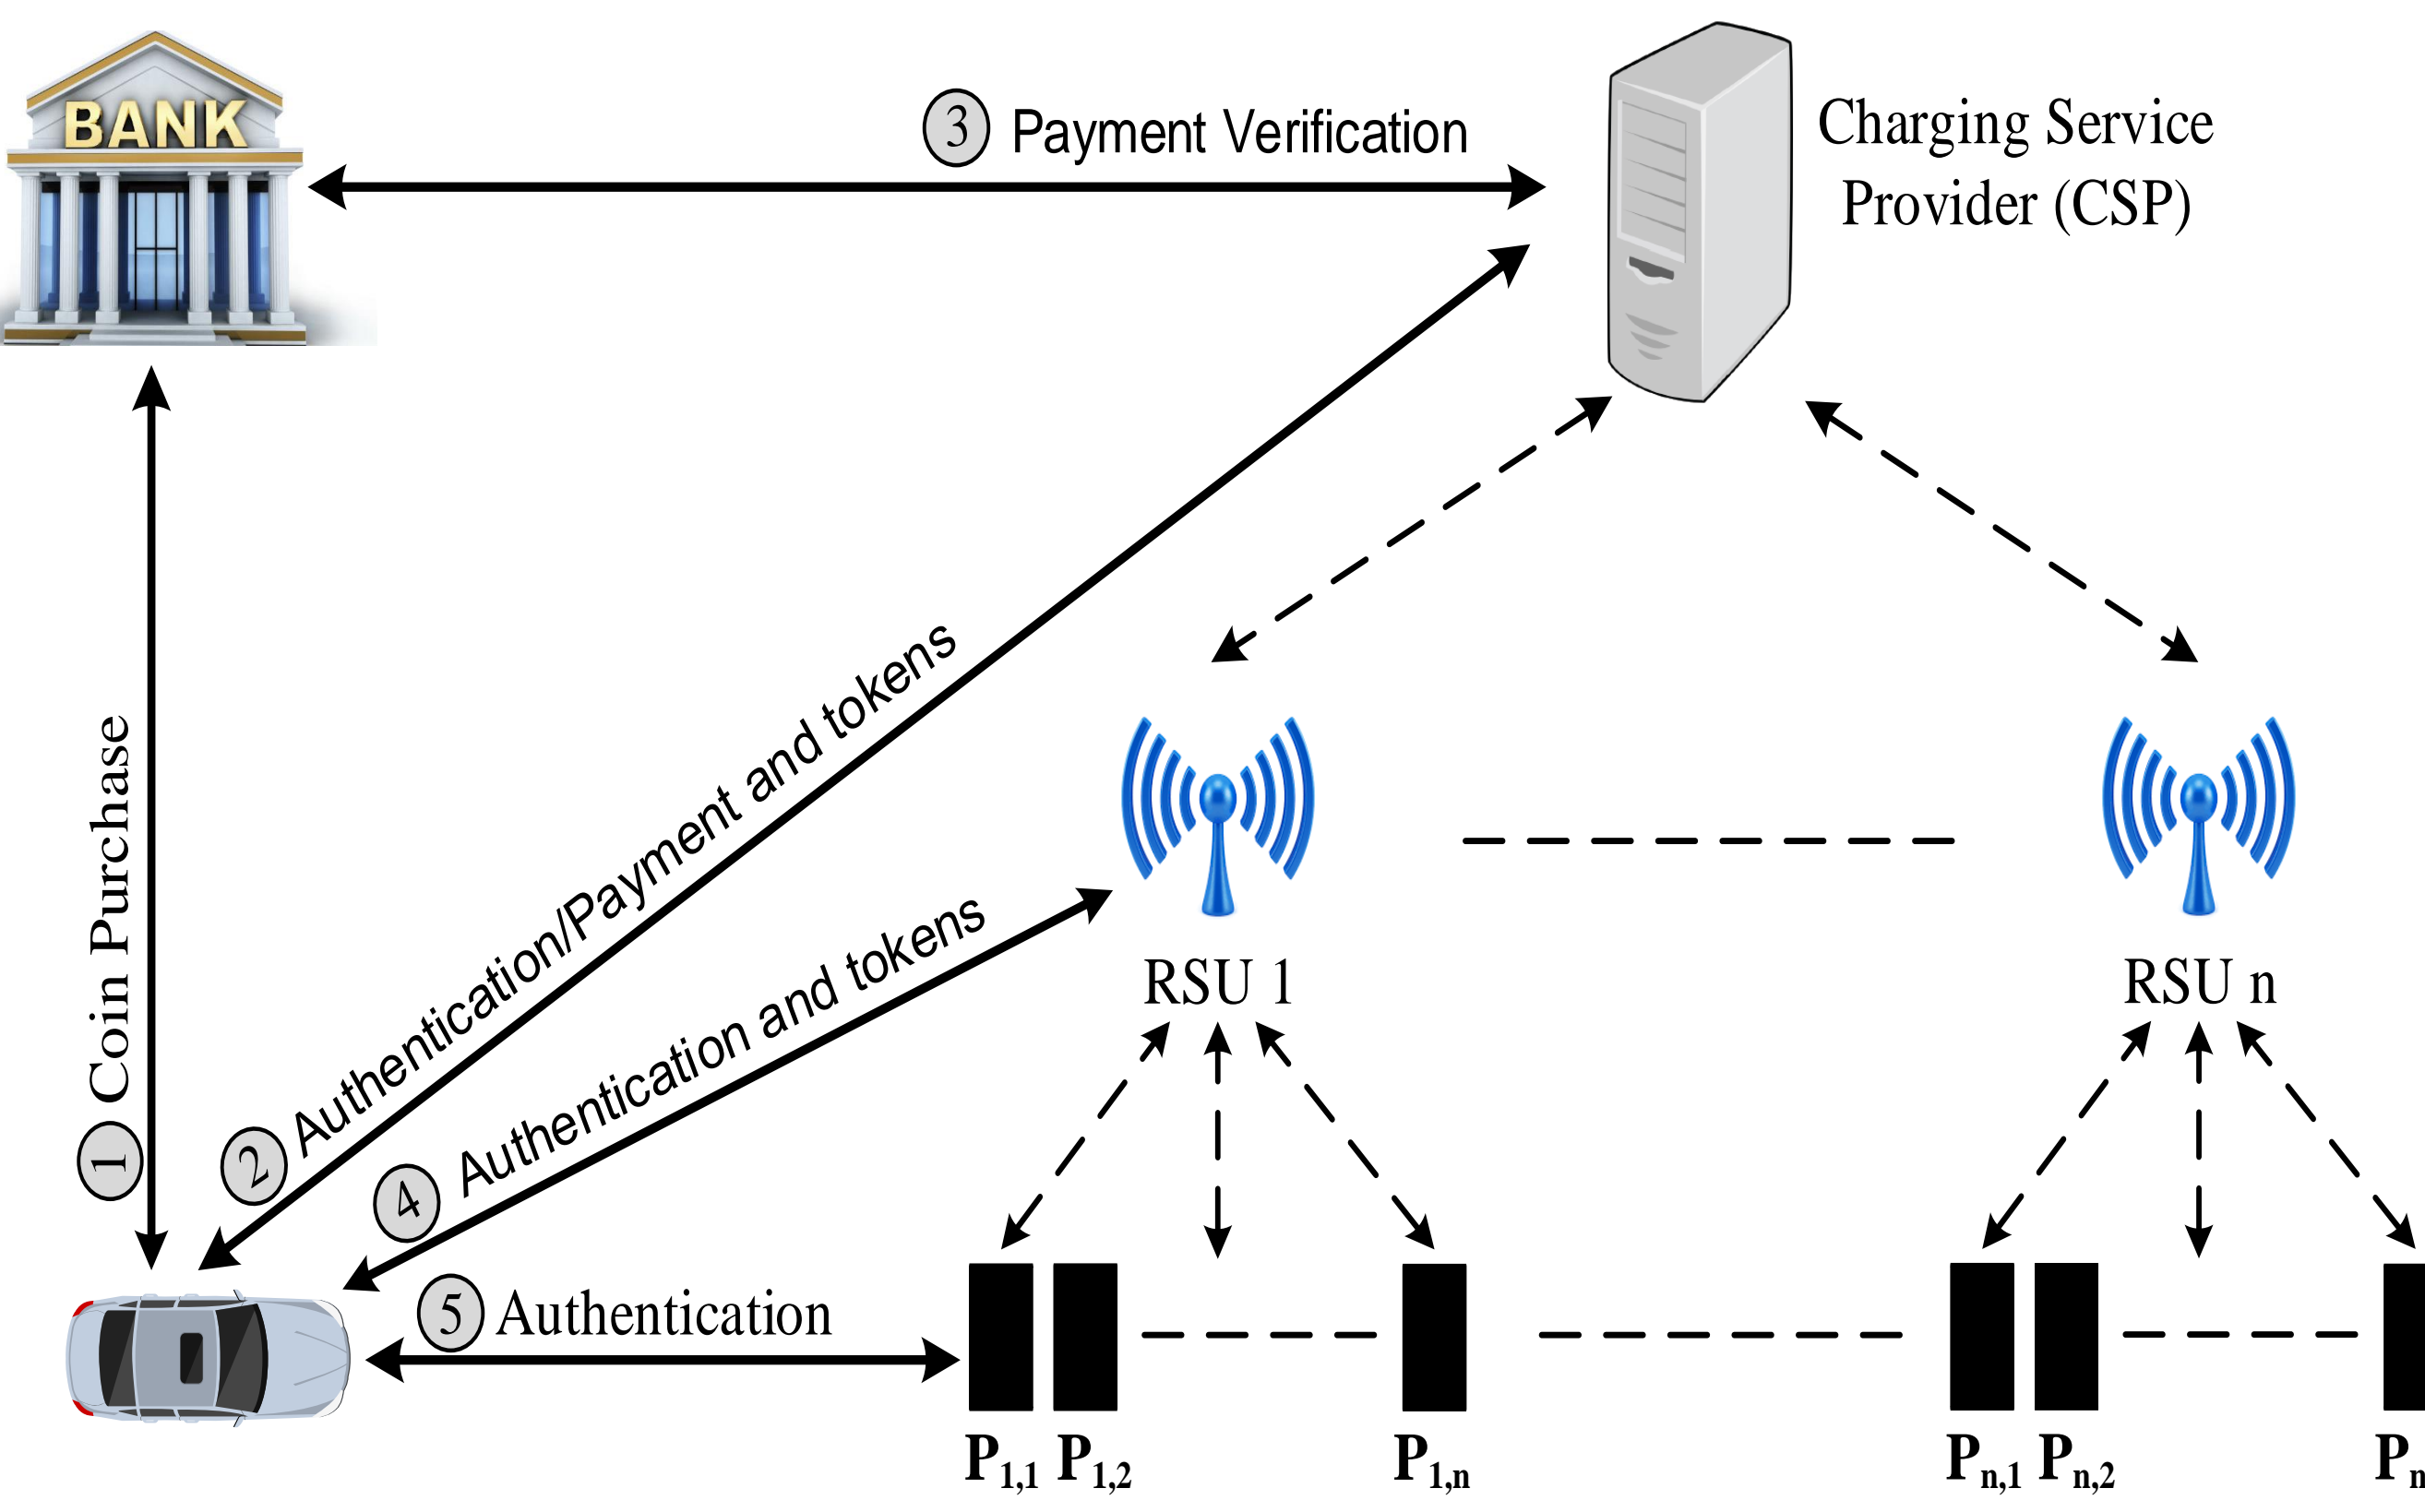 BANK
3 Payment Verification
Charging Service
Provider (CSP)
1 Coin Purchase
2 Authentication/Payment and tokens
4 Authentication and tokens
5 Authentication
RSU 1
RSU n
P1,1 P1,2 P1,n Pn,1 Pn,2